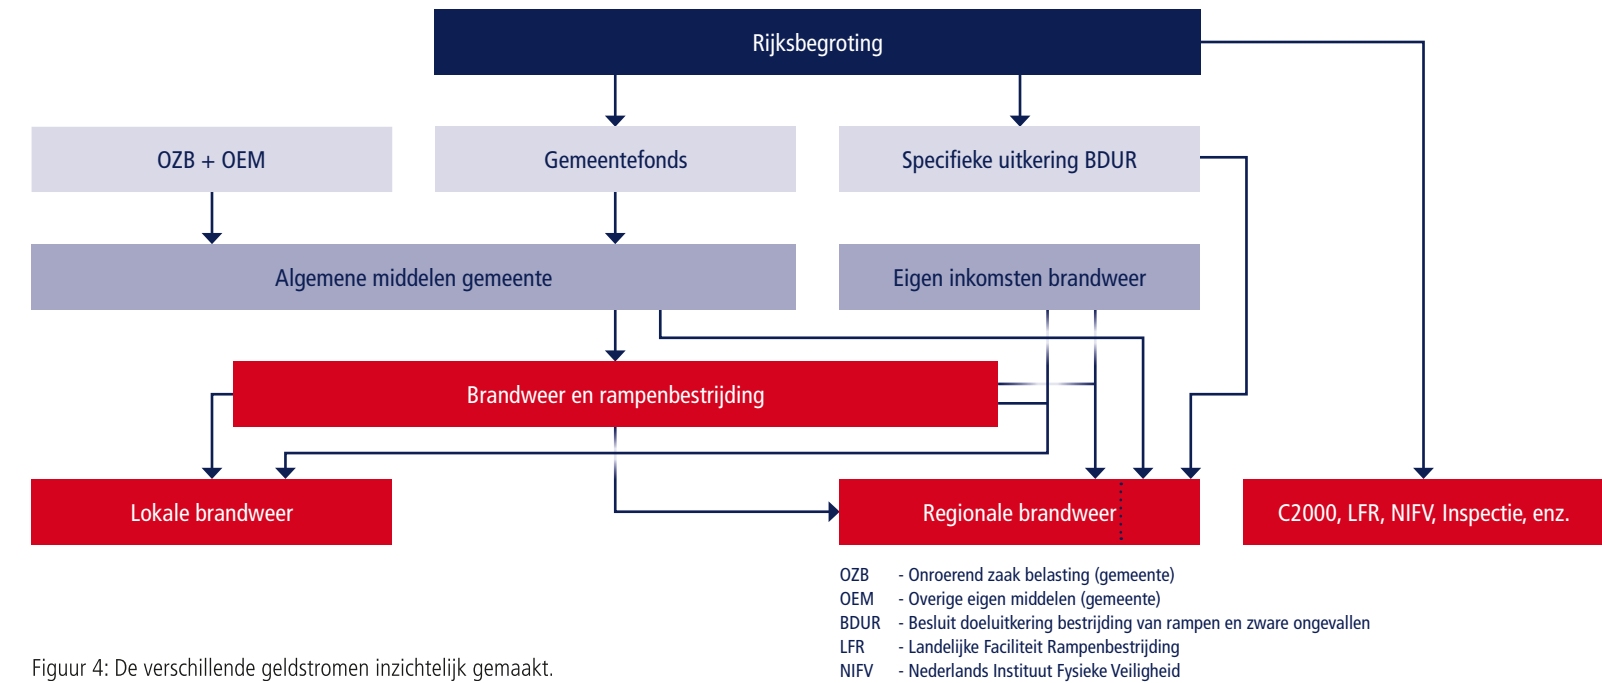 Rijksbegroting
OZB + OEM
Gemeentefonds
Specifieke uitkering BDUR
Algemene middelen gemeente
Eigen inkomsten brandweer
Brandweer en rampenbestrijding
Lokale brandweer
Regionale brandweer
C2000, LFR, NIFV, Inspectie, enz.
OZB - Onroerend zaak belasting (gemeente)
OEM - Overige eigen middelen (gemeente)
BDUR - Besluit doeluitkering bestrijding van rampen en zware ongevallen
LFR - Landelijke Faciliteit Rampenbestrijding
NIFV - Nederlands Instituut Fysieke Veiligheid
Figuur 4: De verschillende geldstromen inzichtelijk gemaakt.